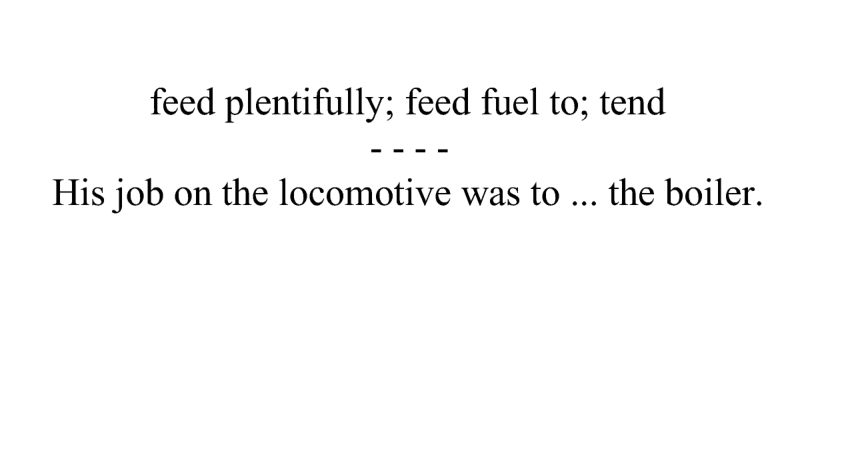 feed plentifully; feed fuel to; tend
- - - -
His job on the locomotive was to ... the boiler.